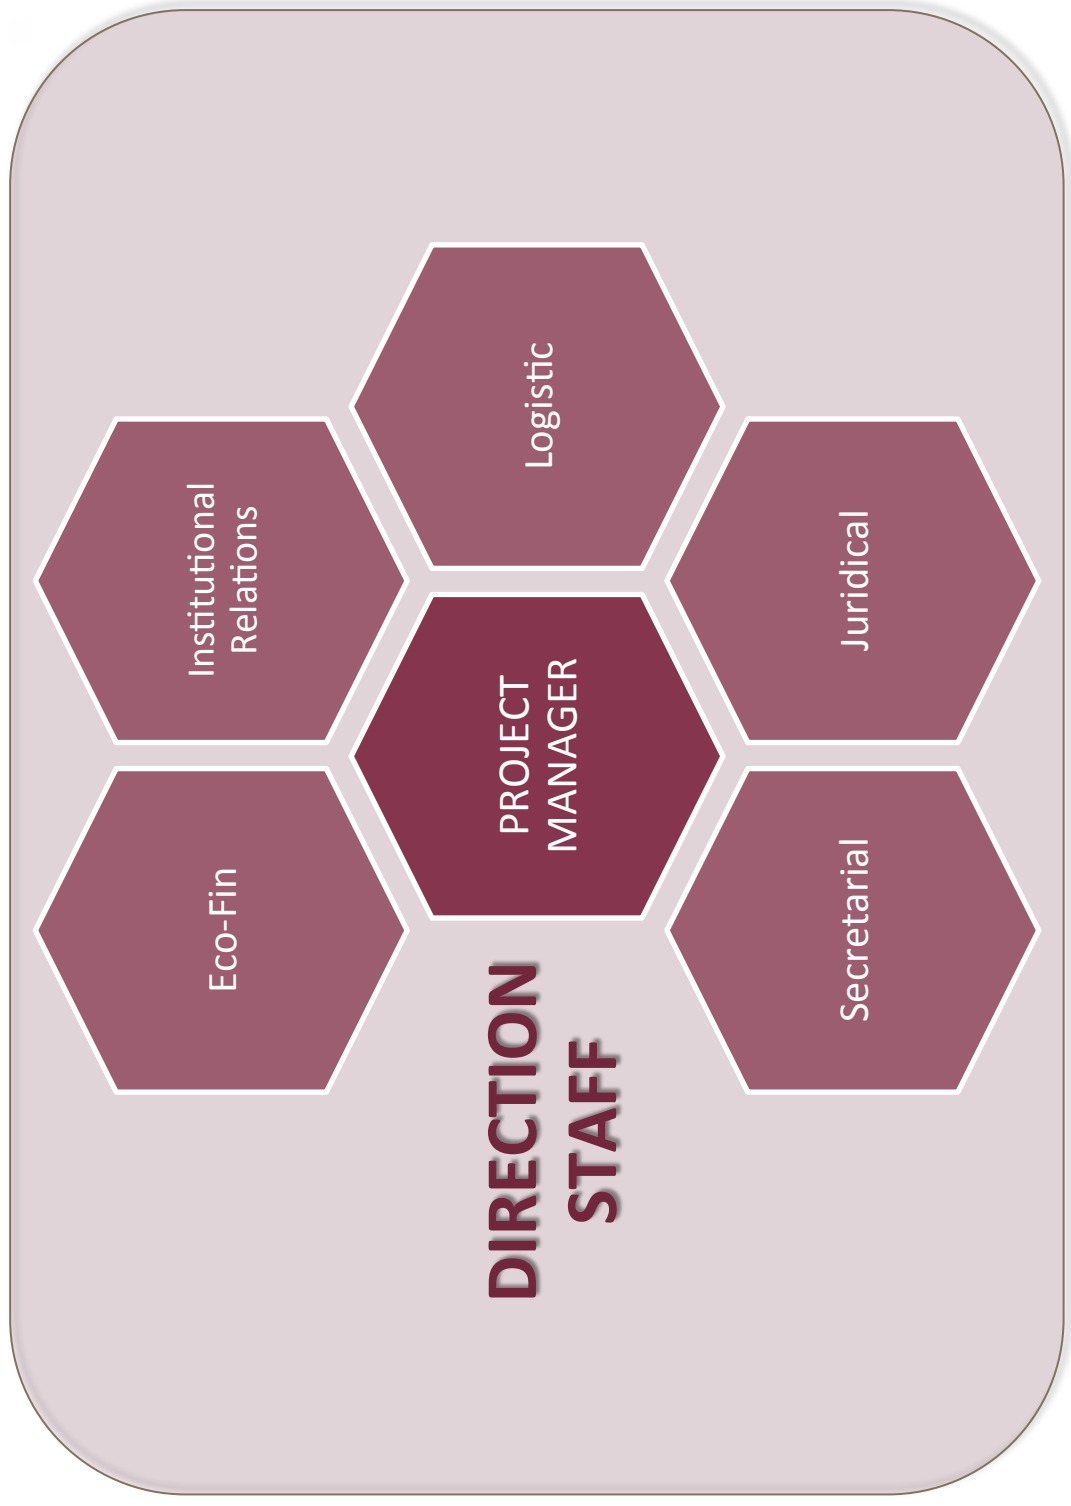 Eco-Fin
Institutional
Relations
DIRECTION
STAFF
PROJECT
MANAGER
Logistic
Secretarial
Juridical